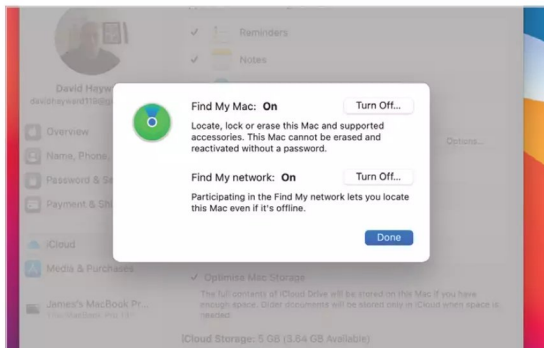 Reminders
Notes
David Hayw
Find My Mac: On
Turn Off...
Locate, lock or erase this Mac and supported
accessories. This Mac cannot be erased and
reactivated without a password.
Find My network: On
Turn Off...
Participating in the Find My network lets you locate
this Mac even if it's offline.
Done
Overview
Name, Phone,
Password & Se
Payment & Shi
iCloud
Media & Purchases
James's MacBook Pr...
Options...
Optimise Mac Storage
The full contents of iCloud Drive will be stored on this Mac if you have
enough space. Older documents will be stored only in iCloud when space is
needed.
iCloud Storage: 5 GB (3.84 GB Available)